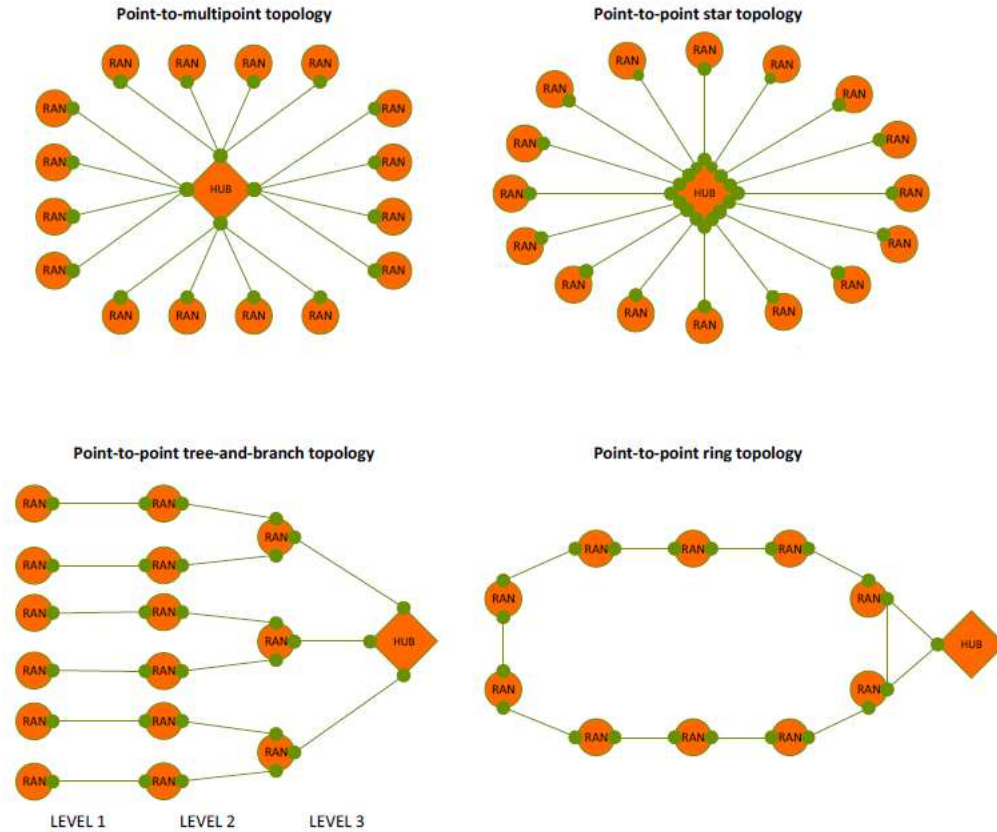 Point-to-multipoint topology
RAN RAN RAN RAN
RAN RAN
RAN RAN
HUB
RAN RAN
RAN RAN
RAN RAN RAN RAN
Point-to-point star topology
RAN RAN RAN
RAN RAN
RAN RAN
RAN HUB RAN
RAN RAN
RAN RAN
RAN RAN RAN
Point-to-point tree-and-branch topology
RAN RAN
RAN
RAN RAN
RAN RAN
RAN HUB
RAN RAN
RAN RAN
RAN
RAN RAN
LEVEL 1 LEVEL 2 LEVEL 3
Point-to-point ring topology
RAN RAN RAN
RAN RAN
HUB
RAN RAN
RAN RAN RAN